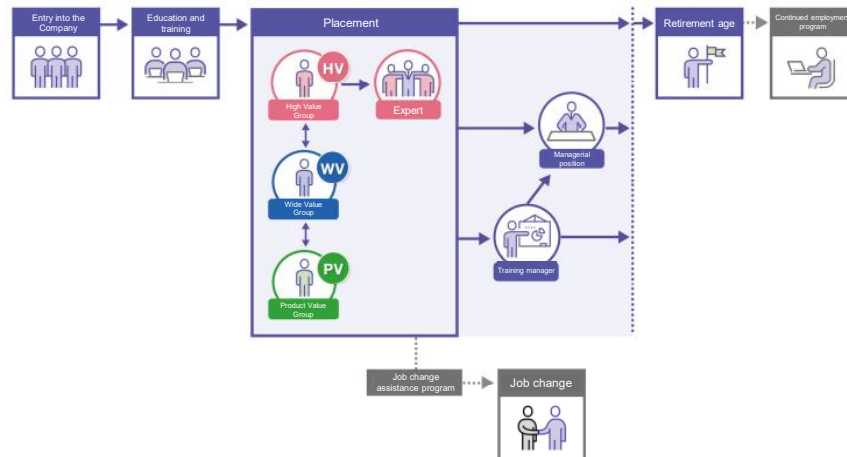 Entry into the
Company
Education and
training
Placement
Retirement age
Continued employment
program
HV
High Value
Group
Expert
WV
Wide Value
Group
Managerial
position
PV
Product Value
Group
Training manager
Job change
assistance program
Job change